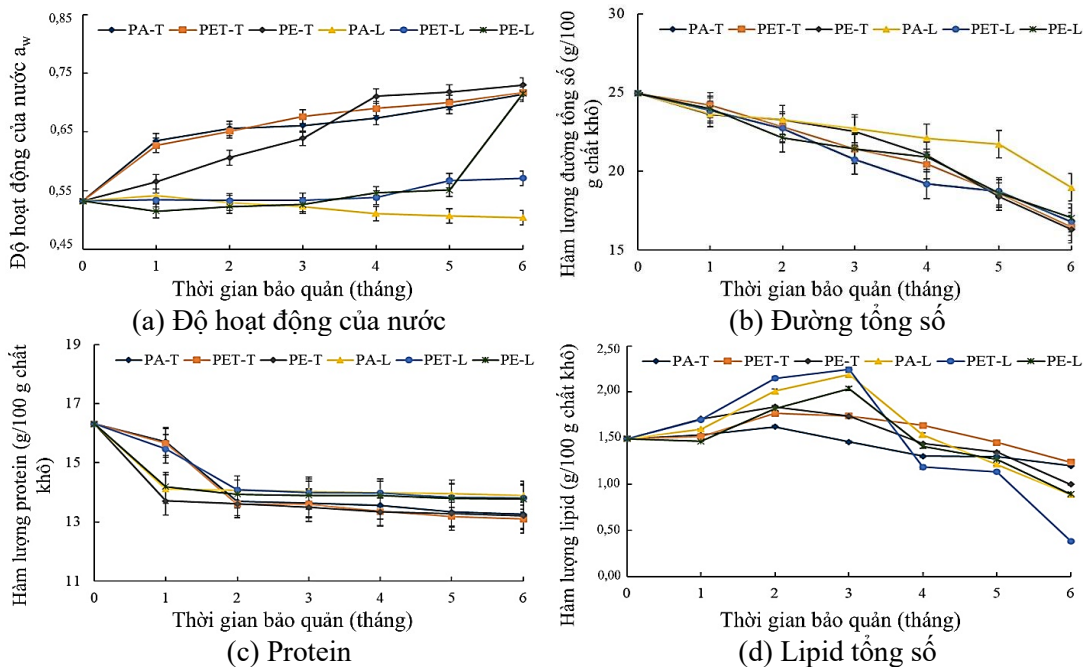 Độ hoạt động của nước aw
0,85
0,75
0,65
0,55
0,45
PA-T PET-T PE-T PA-L PET-L PE-L
0 1 2 3 4 5 6
Thời gian bảo quản (tháng)
(a) Độ hoạt động của nước
Hàm lượng đường tổng số (g/100
g chất khô)
30
25
20
15
PA-T PET-T PE-T PA-L PET-L PE-L
0 1 2 3 4 5 6
Thời gian bảo quản (tháng)
(b) Đường tổng số
Hàm lượng protein (g/100 g chất
khô)
19
17
15
13
11
PA-T PET-T PE-T PA-L PET-L PE-L
0 1 2 3 4 5 6
Thời gian bảo quản (tháng)
(c) Protein
Hàm lượng lipid (g/100 g chất khô)
2,50
2,00
1,50
1,00
0,50
0,00
PA-T PET-T PE-T PA-L PET-L PE-L
0 1 2 3 4 5 6
Thời gian bảo quản (tháng)
(d) Lipid tổng số